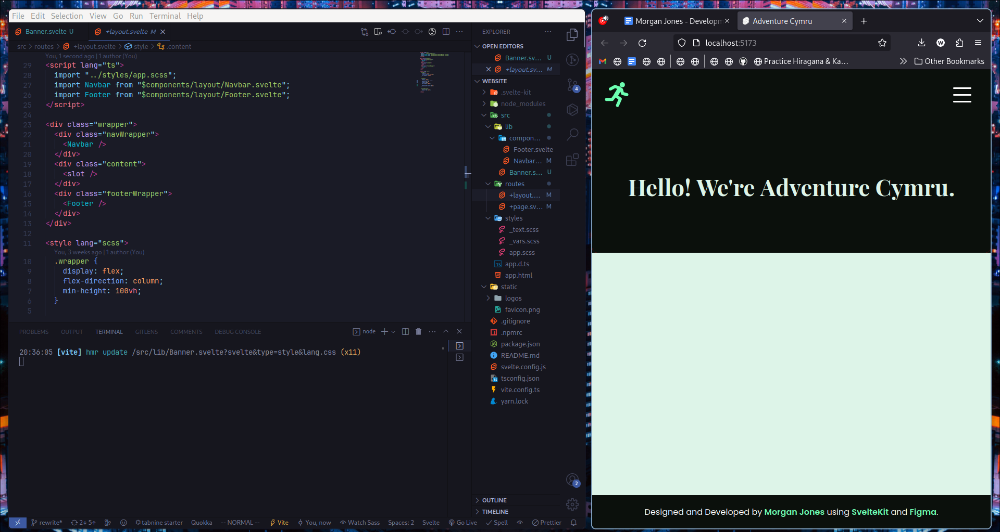 File Edit Selection View Go Run Terminal Help
Banner.svelte U
+layout.svelte M
src > routes > +layout.svelte > style > .content
You, 1 second ago | 1 author (You)
29 <script lang="ts">
28 import "../styles/app.scss";
27 import Navbar from "$components/layout/Navbar.svelte";
26 import Footer from "$components/layout/Footer.svelte";
25 </script>
24
23 <div class="wrapper">
22 <div class="navWrapper">
21 <Navbar />
20 </div>
19 <div class="content">
18 <slot />
17 </div>
16 <div class="footerWrapper">
15 <Footer />
14 </div>
13 </div>
12
11 <style lang="scss">
You, 3 weeks ago | 1 author (You)
10 .wrapper {
9 display: flex;
8 flex-direction: column;
7 min-height: 100vh;
6 }
5
PROBLEMS OUTPUT TERMINAL GITLENS COMMENTS DEBUG CONSOLE
node
20:36:05 [vite] hmr update /src/lib/Banner.svelte?svelte&type=style&lang.css (x11)
EXPLORER
OPEN EDITORS
Banner.sv... U
+layout.sv... M
WEBSITE
.svelte-kit
node_modules
src
lib
compon...
Footer.svelte
Navbar... M
Banner.s... U
routes
+layout.... M
+page.sv... M
styles
_text.scss
_vars.scss
app.scss
app.d.ts
app.html
static
logos
favicon.png
.gitignore
.npmrc
package.json
README.md
svelte.config.js
tsconfig.json
vite.config.ts
yarn.lock
OUTLINE
TIMELINE
4
2
rewrite* 2↓ 5↑ tabnine starter Quokka -- NORMAL -- Vite You, now Watch Sass Spaces: 2 Svelte Go Live Spell Prettier
Morgan Jones - Developm
Adventure Cymru
localhost:5173
Practice Hiragana & Ka...
Other Bookmarks
Hello! We're Adventure Cymru.
Designed and Developed by Morgan Jones using SvelteKit and Figma.